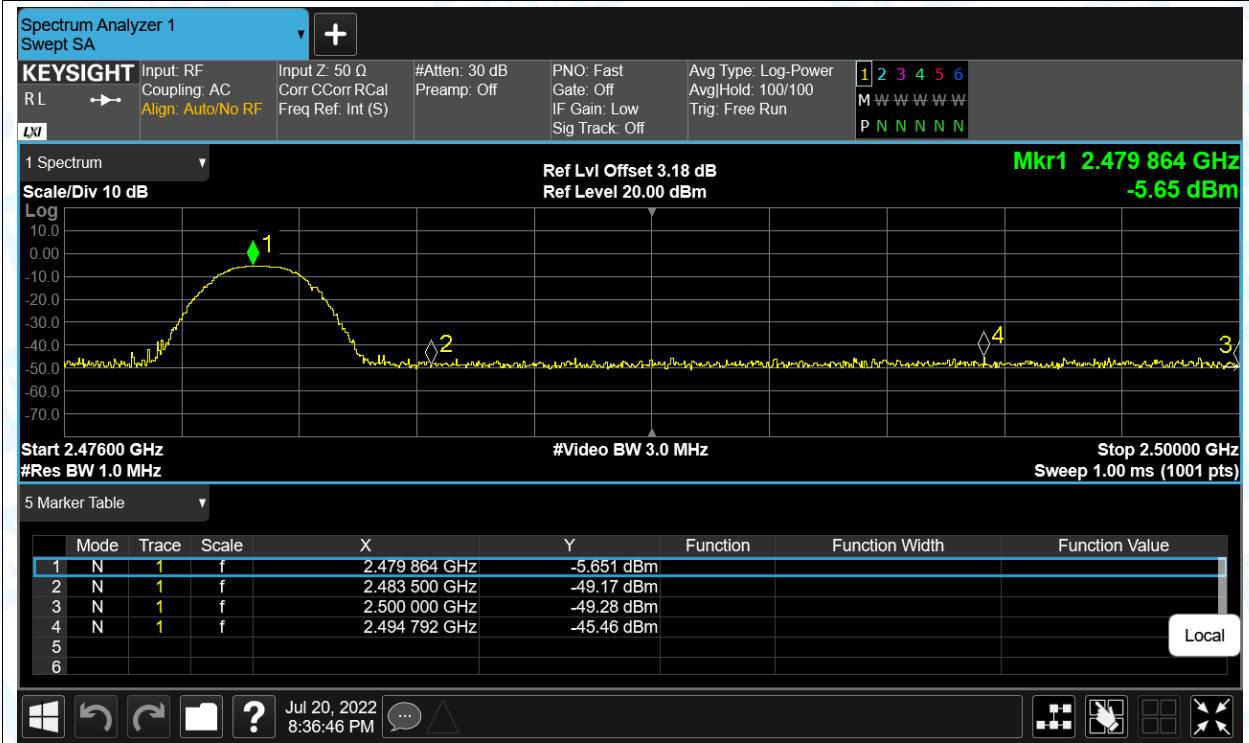 Spectrum Analyzer 1
Swept SA
+
KEYSIGHT
R L
LXI
Input: RF
Coupling: AC
Align: Auto/No RF
Input Z: 50 Ω
Corr CCorr RCal
Freq Ref: Int (S)
#Atten: 30 dB
Preamp: Off
PNO: Fast
Gate: Off
IF Gain: Low
Sig Track: Off
Avg Type: Log-Power
Avg|Hold: 100/100
Trig: Free Run
1 2 3 4 5 6
M W W W W W
P N N N N N
1 Spectrum
Scale/Div 10 dB
Ref Lvl Offset 3.18 dB
Ref Level 20.00 dBm
Mkr1 2.479 864 GHz
-5.65 dBm
Log
10.0
0.00
-10.0
-20.0
-30.0
-40.0
-50.0
-60.0
-70.0
1
2
4
3
Start 2.47600 GHz
#Video BW 3.0 MHz
Stop 2.50000 GHz
#Res BW 1.0 MHz
Sweep 1.00 ms (1001 pts)
5 Marker Table
Mode Trace Scale X Y Function Function Width Function Value
1 N 1 f 2.479 864 GHz -5.651 dBm
2 N 1 f 2.483 500 GHz -49.17 dBm
3 N 1 f 2.500 000 GHz -49.28 dBm
4 N 1 f 2.494 792 GHz -45.46 dBm
5
6
Local
?
Jul 20, 2022
8:36:46 PM